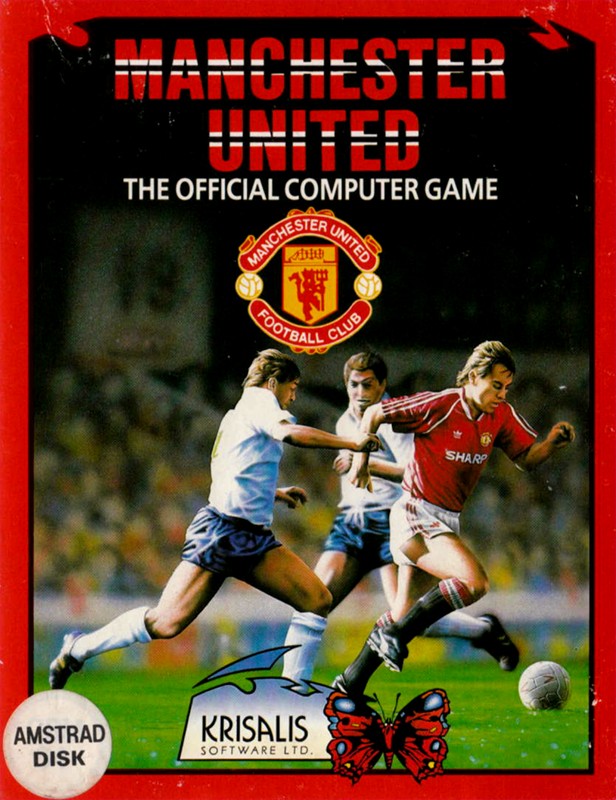 MANCHESTER
UNITED
THE OFFICIAL COMPUTER GAME
MANCHESTER UNITED
FOOTBALL CLUB
SHARP
KRISALIS
SOFTWARE LTD.
AMSTRAD
DISK